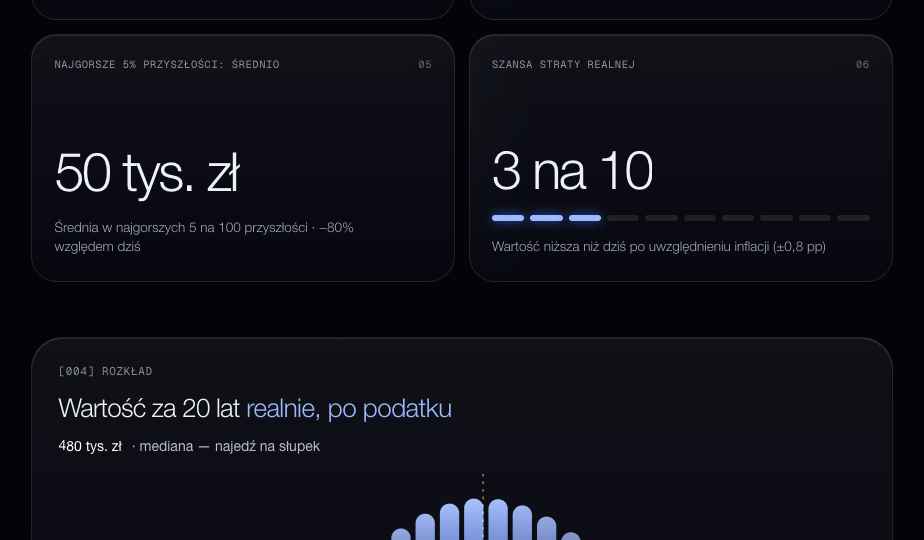 NAJGORSZE 5% PRZYSZŁOŚCI: ŚREDNIO 05
50 tys. zł
Średnia w najgorszych 5 na 100 przyszłości · −80%
względem dziś
SZANSA STRATY REALNEJ 06
3 na 10
Wartość niższa niż dziś po uwzględnieniu inflacji (±0,8 pp)
[004] ROZKŁAD
Wartość za 20 lat realnie, po podatku
480 tys. zł · mediana — najedź na słupek